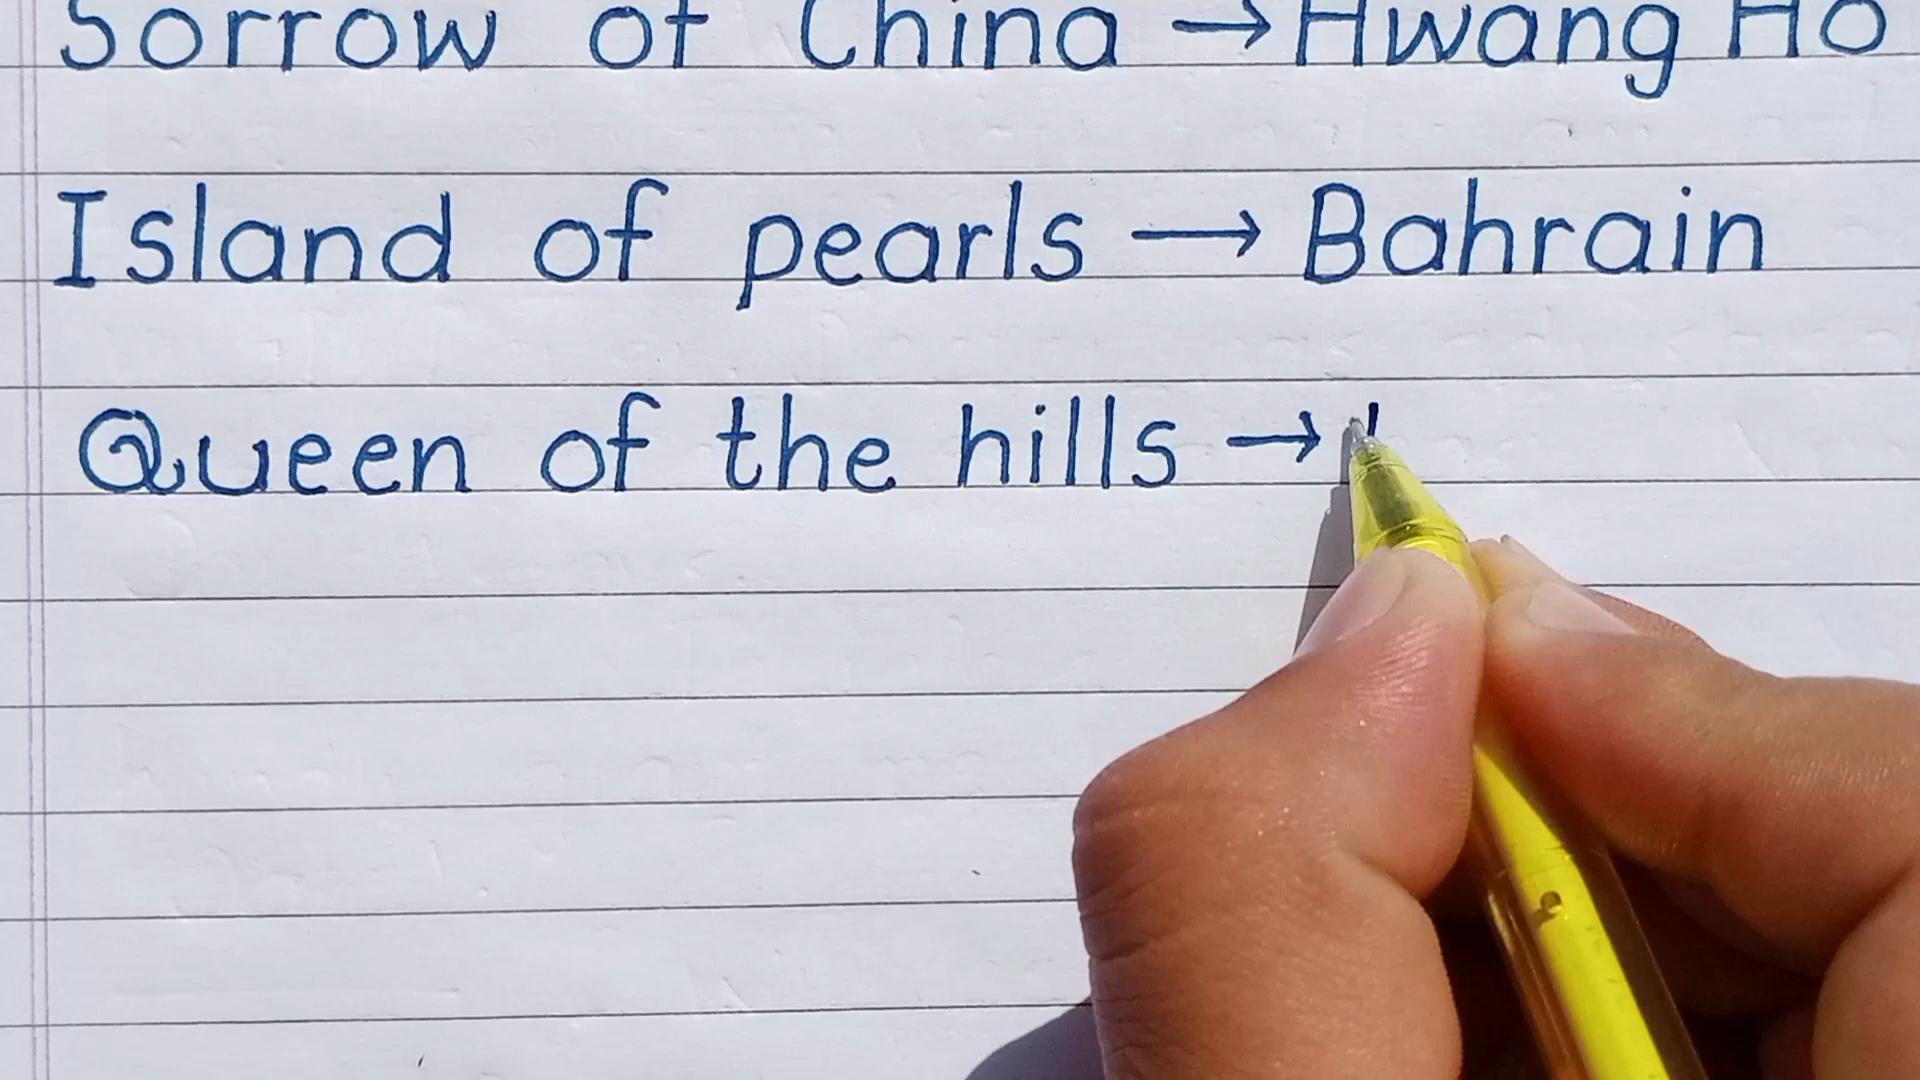 Sorrow of China → Hwang Ho
Island of pearls → Bahrain
Queen of the hills →